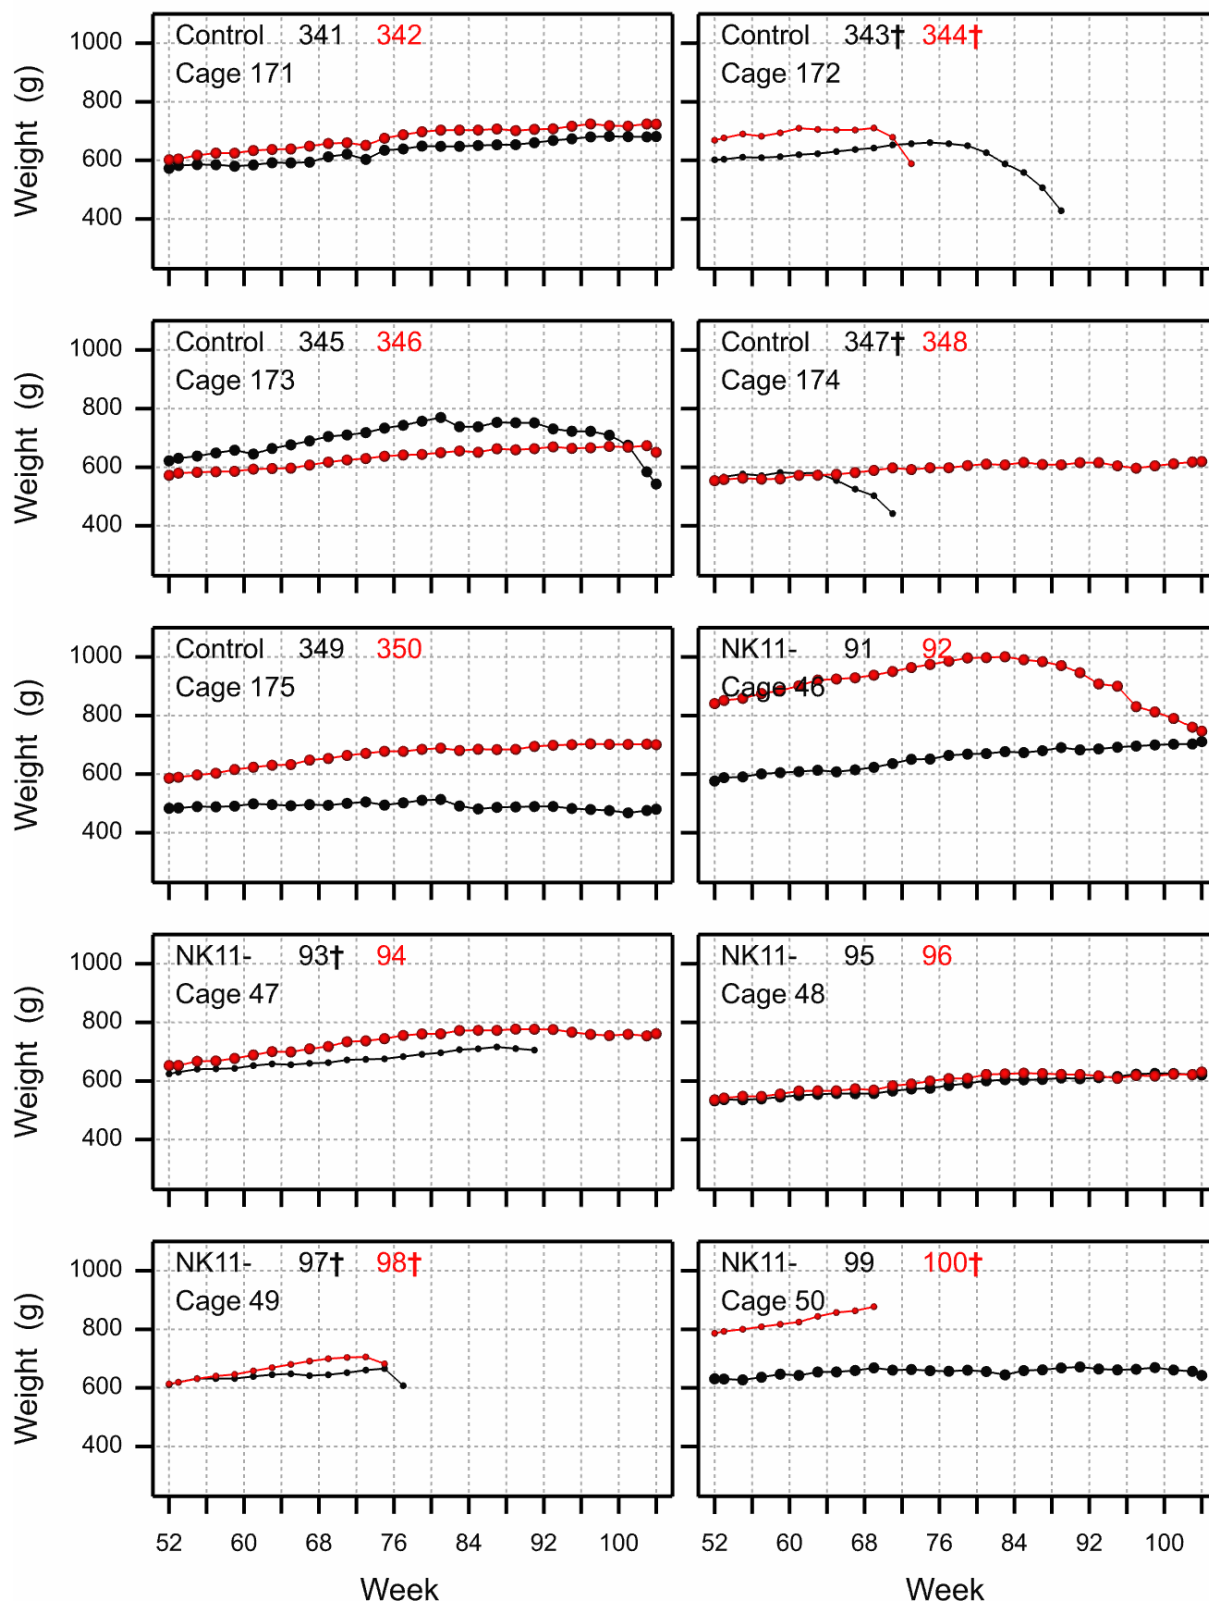 Control 341 342
Cage 171
1000
800
600
400
Weight (g)
Control 343† 344†
Cage 172
Control 345 346
Cage 173
1000
800
600
400
Weight (g)
Control 347† 348
Cage 174
Control 349 350
Cage 175
1000
800
600
400
Weight (g)
NK11- 91 92
Cage 46
NK11- 93† 94
Cage 47
1000
800
600
400
Weight (g)
NK11- 95 96
Cage 48
NK11- 97† 98†
Cage 49
1000
800
600
400
Weight (g)
NK11- 99 100†
Cage 50
52 60 68 76 84 92 100
Week
52 60 68 76 84 92 100
Week